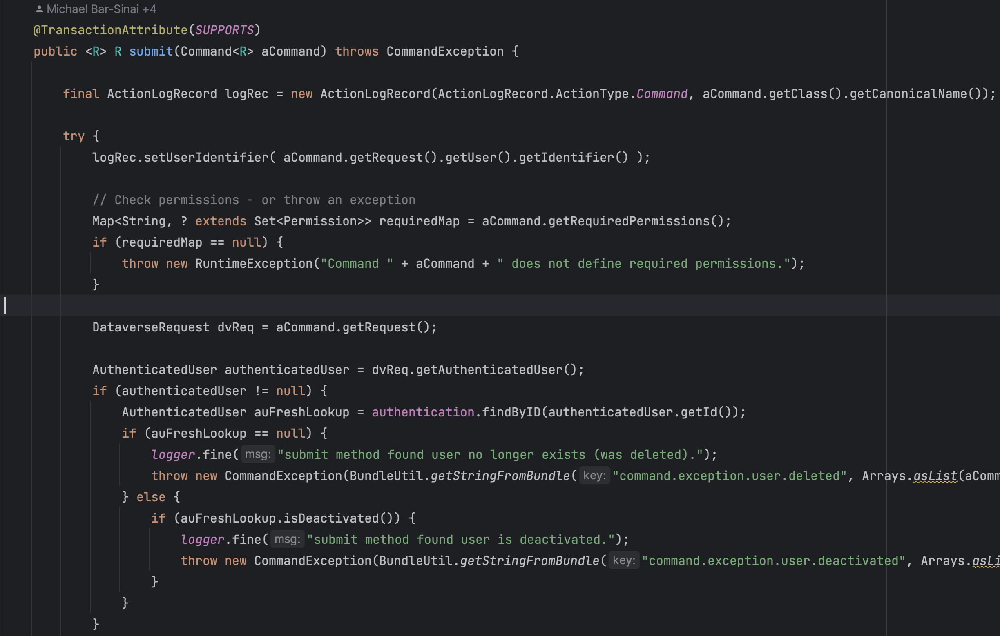 Michael Bar-Sinai +4
@TransactionAttribute(SUPPORTS)
public <R> R submit(Command<R> aCommand) throws CommandException {
final ActionLogRecord logRec = new ActionLogRecord(ActionLogRecord.ActionType.Command, aCommand.getClass().getCanonicalName());
try {
logRec.setUserIdentifier( aCommand.getRequest().getUser().getIdentifier() );
// Check permissions - or throw an exception
Map<String, ? extends Set<Permission>> requiredMap = aCommand.getRequiredPermissions();
if (requiredMap == null) {
throw new RuntimeException("Command " + aCommand + " does not define required permissions.");
}
DataverseRequest dvReq = aCommand.getRequest();
AuthenticatedUser authenticatedUser = dvReq.getAuthenticatedUser();
if (authenticatedUser != null) {
AuthenticatedUser auFreshLookup = authentication.findByID(authenticatedUser.getId());
if (auFreshLookup == null) {
logger.fine( msg: "submit method found user no longer exists (was deleted).");
throw new CommandException(BundleUtil.getStringFromBundle( key: "command.exception.user.deleted", Arrays.asList(aComm
} else {
if (auFreshLookup.isDeactivated()) {
logger.fine( msg: "submit method found user is deactivated.");
throw new CommandException(BundleUtil.getStringFromBundle( key: "command.exception.user.deactivated", Arrays.asLi
}
}
}